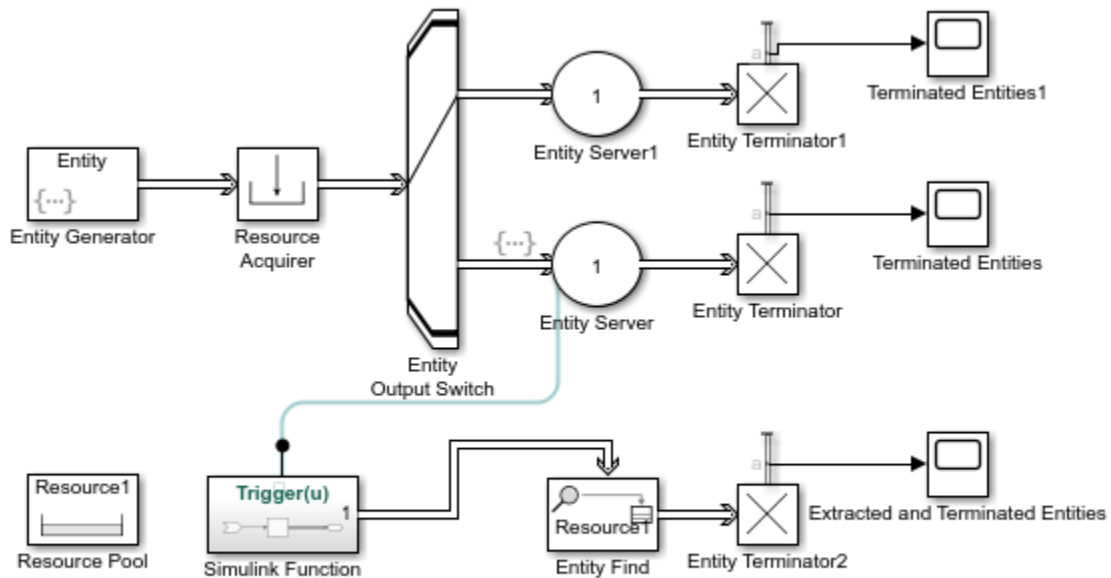 1
a
Terminated Entities1
Entity Server1
Entity Terminator1
Entity
{...}
Entity Generator
Resource
Acquirer
{...}
1
a
Terminated Entities
Entity Server
Entity Terminator
Entity
Output Switch
Resource1
Resource Pool
Trigger(u)
1
Simulink Function
Resource1
Entity Find
a
Entity Terminator2
Extracted and Terminated Entities